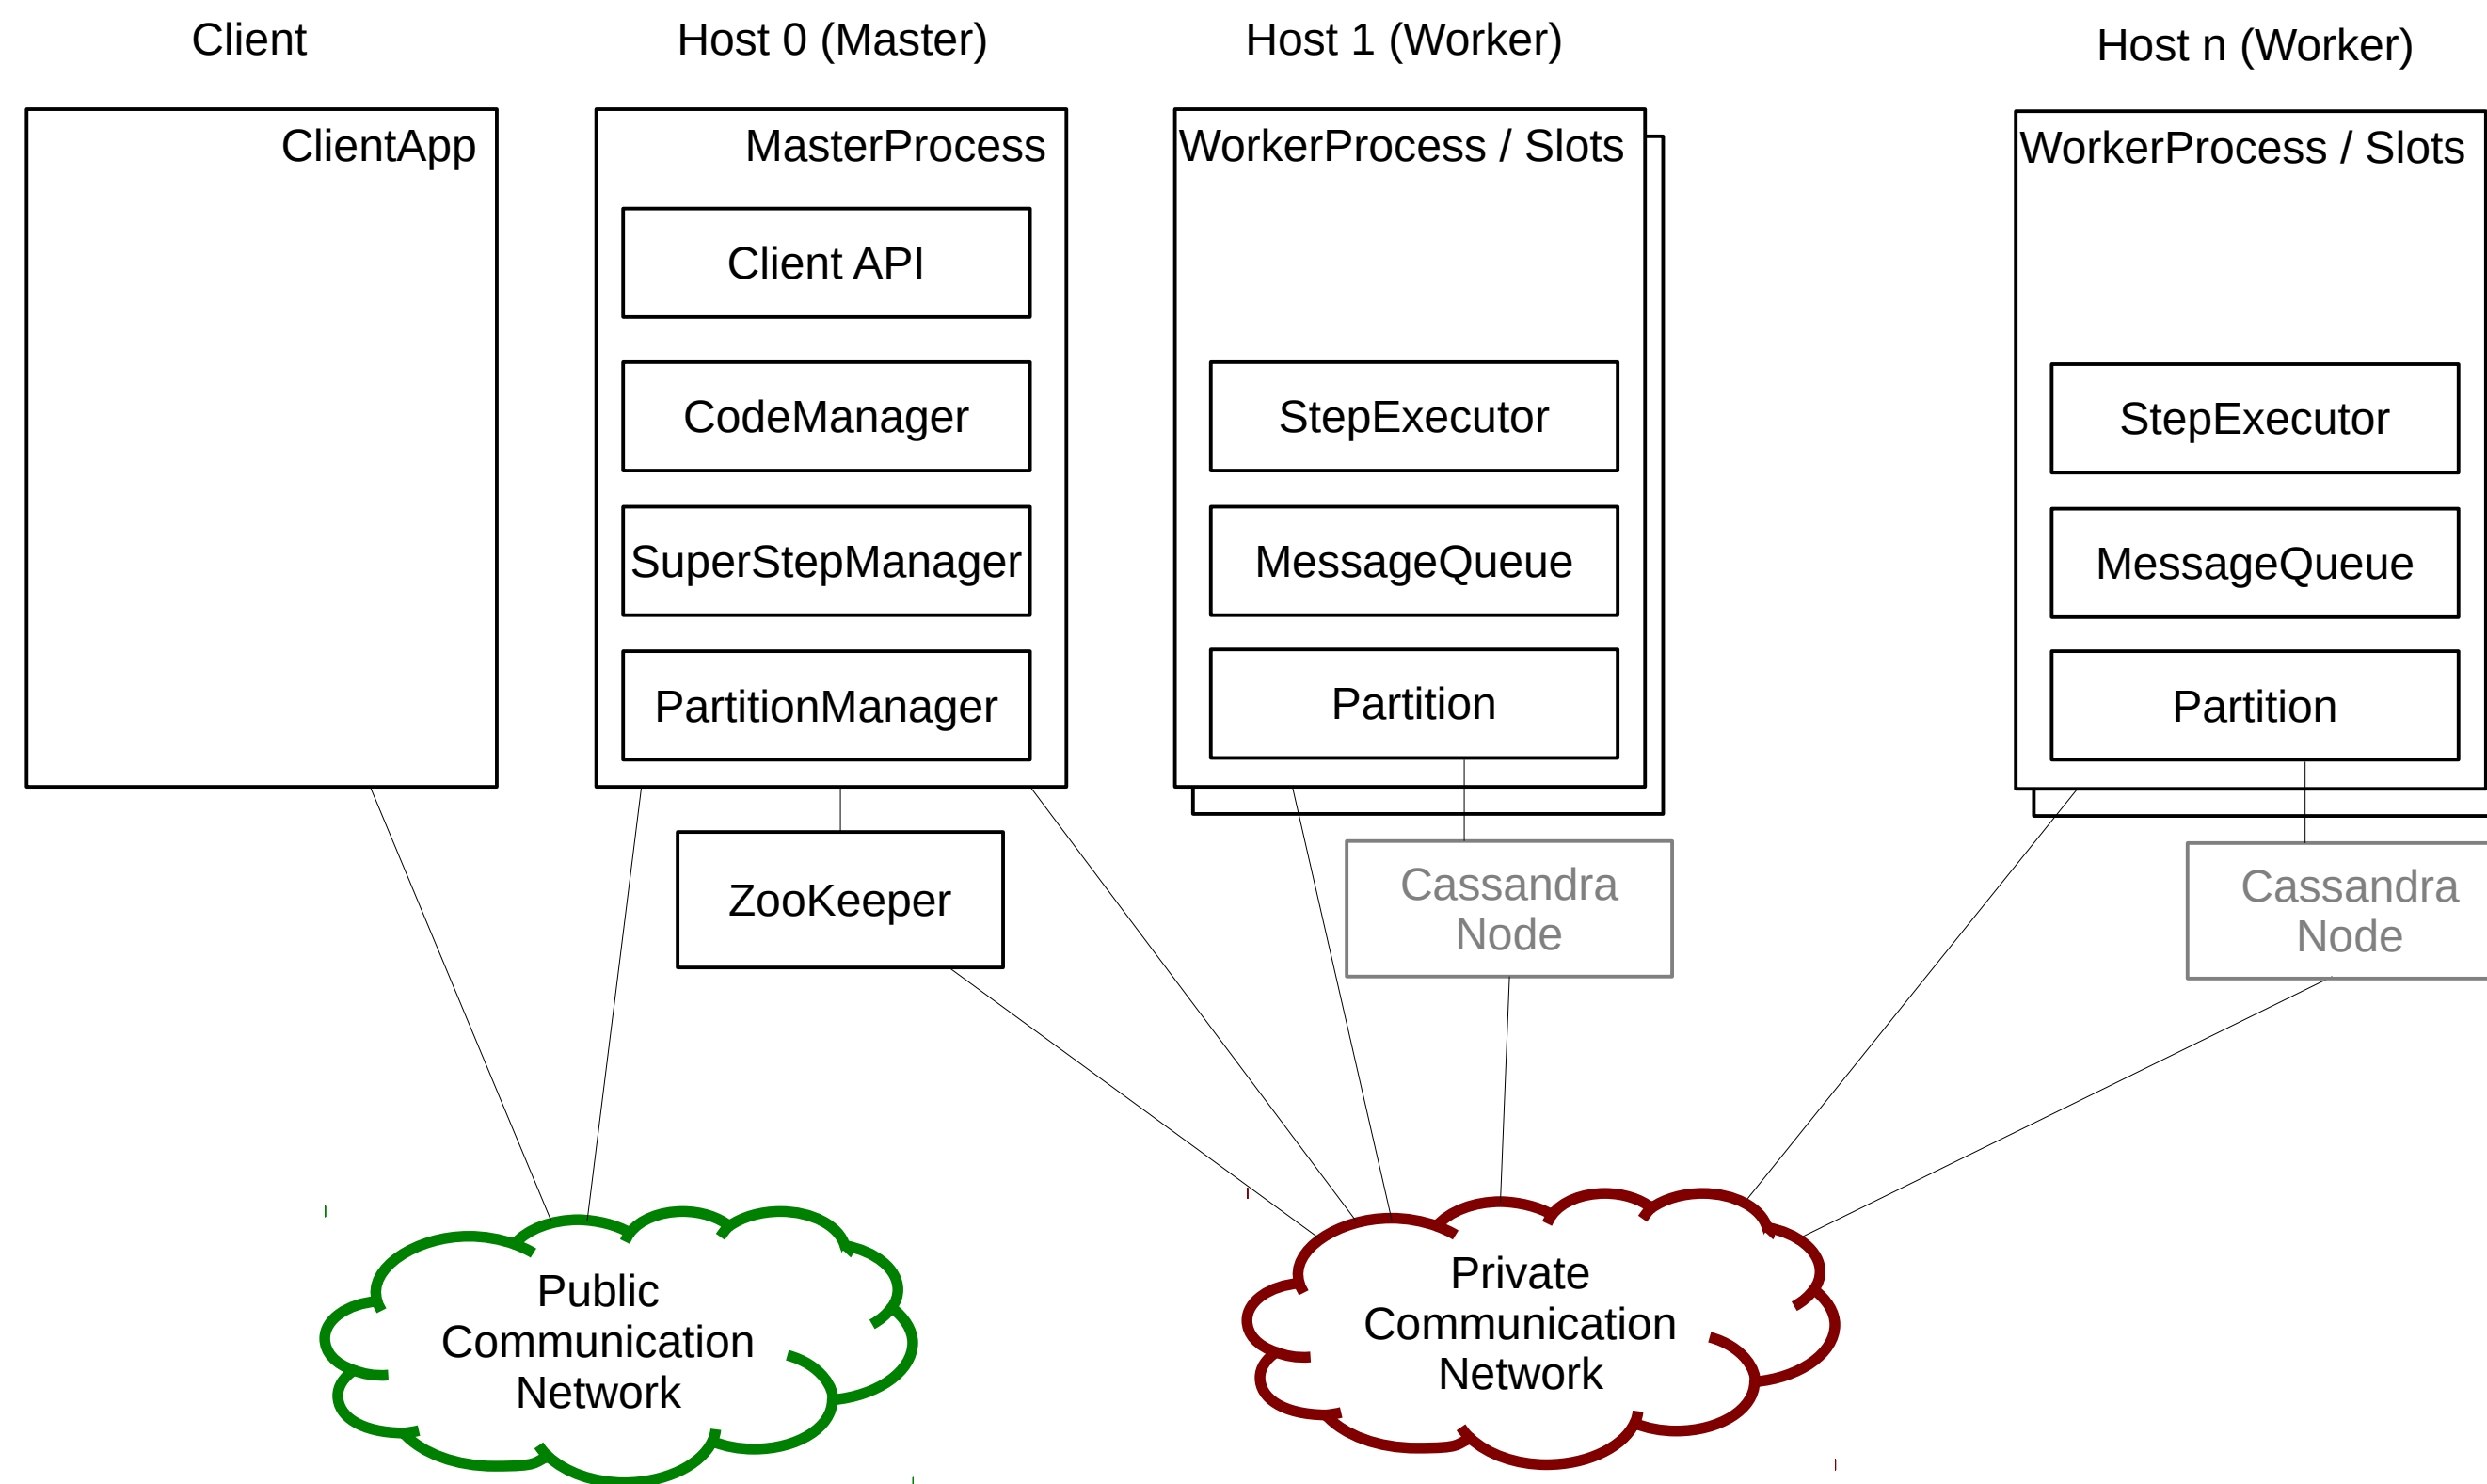 Client
Host 0 (Master)
Host 1 (Worker)
Host n (Worker)
ClientApp
MasterProcess
Client API
CodeManager
SuperStepManager
PartitionManager
ZooKeeper
WorkerProcess / Slots
StepExecutor
MessageQueue
Partition
Cassandra
Node
WorkerProcess / Slots
StepExecutor
MessageQueue
Partition
Cassandra
Node
Public
Communication
Network
Private
Communication
Network